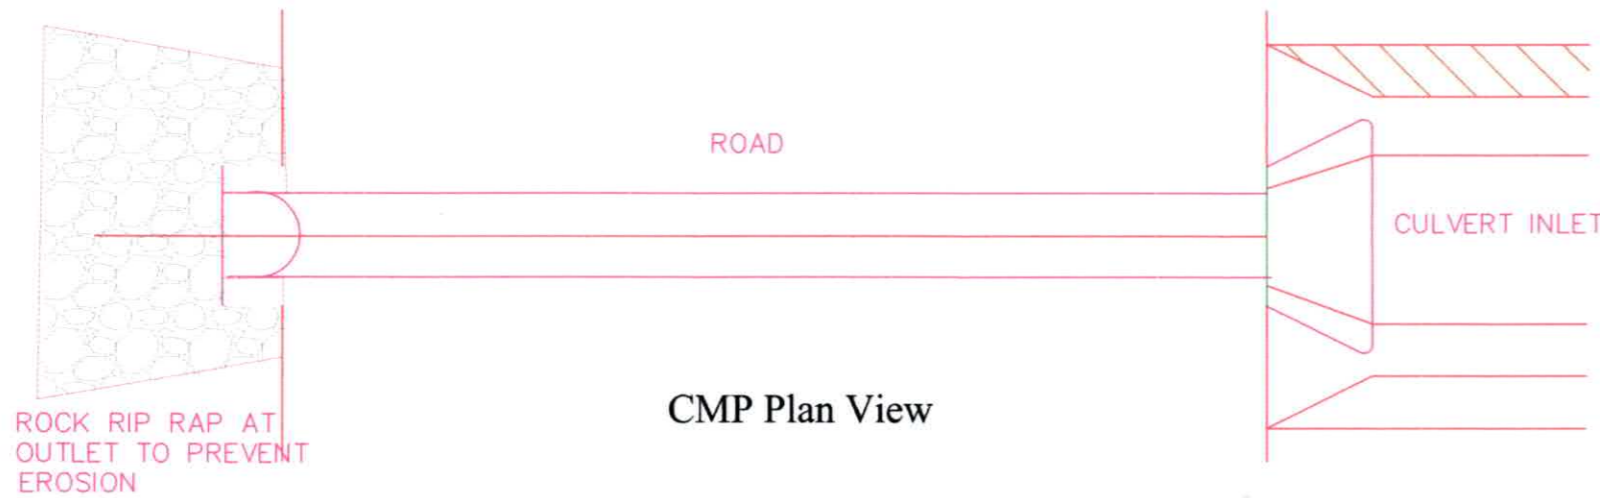 ROAD
CULVERT INLET
CMP Plan View
ROCK RIP RAP AT
OUTLET TO PREVENT
EROSION